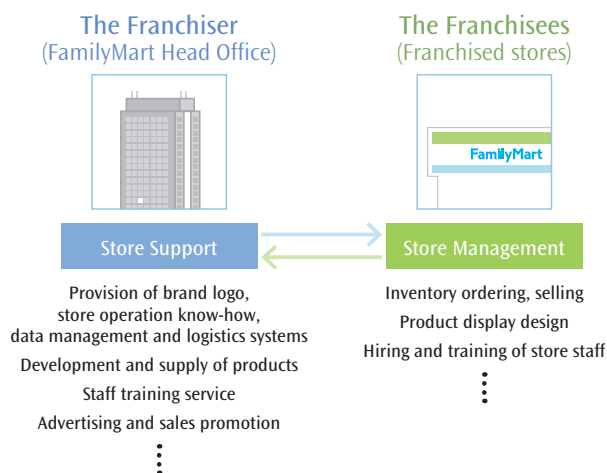 The Franchiser
(FamilyMart Head Office)
Store Support
Provision of brand logo,
store operation know-how,
data management and logistics systems
Development and supply of products
Staff training service
Advertising and sales promotion
The Franchisees
(Franchised stores)
FamilyMart
Store Management
Inventory ordering, selling
Product display design
Hiring and training of store staff